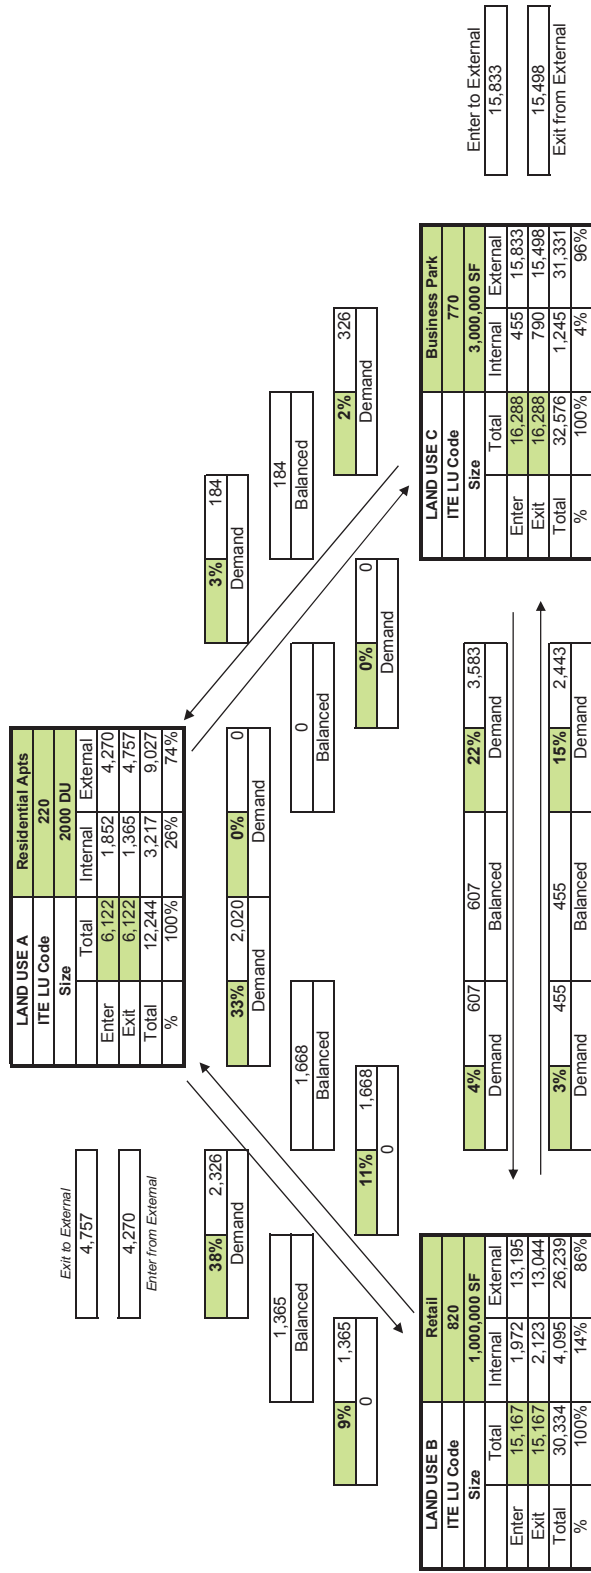 LAND USE A Residential Apts
ITE LU Code 220
Size 2000 DU
Total Internal External
Enter 6,122 1,852 4,270
Exit 6,122 1,365 4,757
Total 12,244 3,217 9,027
% 100% 26% 74%
Exit to External
4,757
4,270
Enter from External
38% 2,326
Demand
33% 2,020
Demand
0% 0
Demand
3% 184
Demand
1,365
Balanced
1,668
Balanced
0
Balanced
184
Balanced
9% 1,365
0
11% 1,668
0
0% 0
Demand
2% 326
Demand
LAND USE B Retail
ITE LU Code 820
Size 1,000,000 SF
Total Internal External
Enter 15,167 1,972 13,195
Exit 15,167 2,123 13,044
Total 30,334 4,095 26,239
% 100% 14% 86%
4% 607 607 22% 3,583
Demand Balanced Demand
3% 455 455 15% 2,443
Demand Balanced Demand
LAND USE C Business Park
ITE LU Code 770
Size 3,000,000 SF
Total Internal External
Enter 16,288 455 15,833
Exit 16,288 790 15,498
Total 32,576 1,245 31,331
% 100% 4% 96%
Enter to External
15,833
15,498
Exit from External